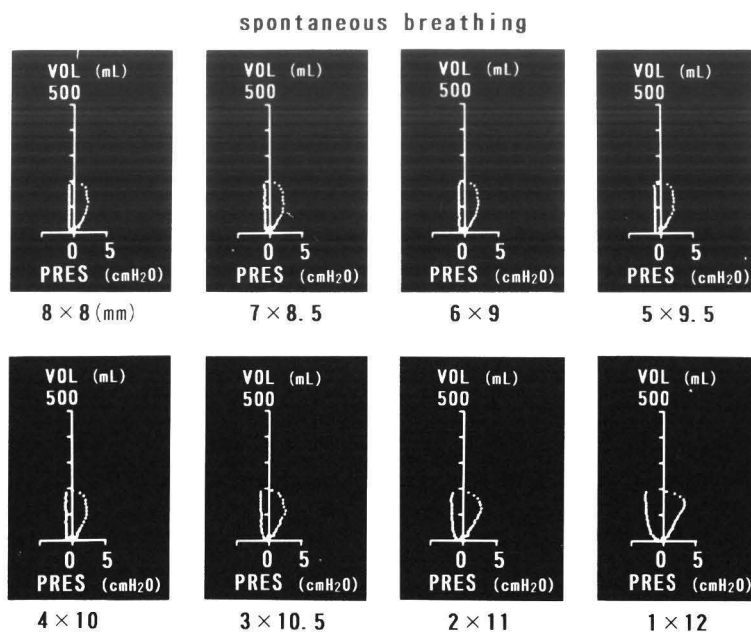 spontaneous breathing
VOL (mL)
500
0 5
PRES (cmH2O)
8 × 8 (mm)
VOL (mL)
500
0 5
PRES (cmH2O)
7 × 8.5
VOL (mL)
500
0 5
PRES (cmH2O)
6 × 9
VOL (mL)
500
0 5
PRES (cmH2O)
5 × 9.5
VOL (mL)
500
0 5
PRES (cmH2O)
4 × 10
VOL (mL)
500
0 5
PRES (cmH2O)
3 × 10.5
VOL (mL)
500
0 5
PRES (cmH2O)
2 × 11
VOL (mL)
500
0 5
PRES (cmH2O)
1 × 12